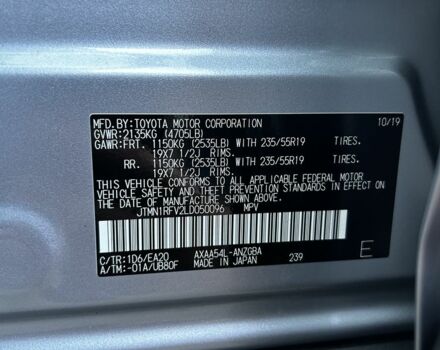 MFD.BY:TOYOTA MOTOR CORPORATION 10/19
GVWR:2135KG (4705LB)
GAWR:FRT. 1150KG (2535LB) WITH 235/55R19 TIRES.
19X7 1/2J RIMS.
RR. 1150KG (2535LB) WITH 235/55R19 TIRES.
19X7 1/2J RIMS.
THIS VEHICLE CONFORMS TO ALL APPLICABLE FEDERAL MOTOR
VEHICLE SAFETY STANDARDS IN EFFECT ON
THE DATE OF MANUFACTURE SHOWN ABOVE.
JTMN1RFV2LD050096 MPV
C/TR:1D6/EA20 AXAA54L-ANZGBA
A/TM:-01A/UB80F MADE IN JAPAN 239 E